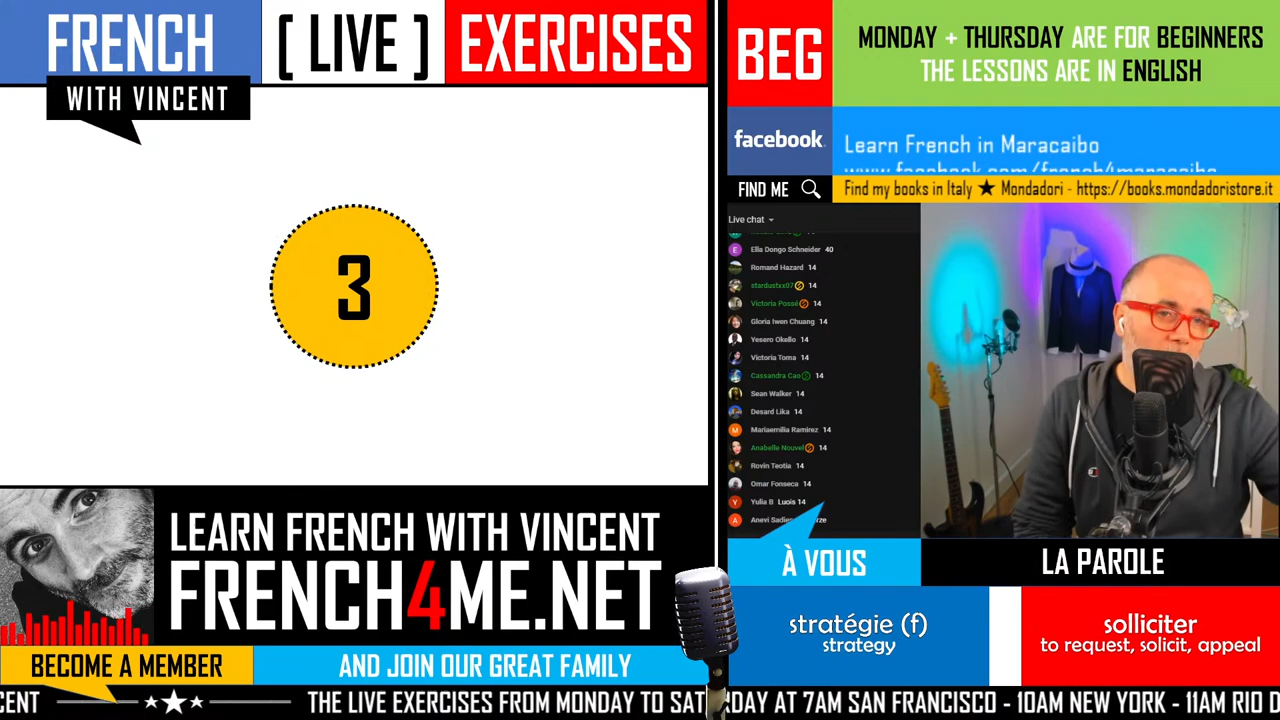 FRENCH
[ LIVE ]
EXERCISES
WITH VINCENT
3
LEARN FRENCH WITH VINCENT
FRENCH4ME.NET
BECOME A MEMBER
AND JOIN OUR GREAT FAMILY
BEG
MONDAY + THURSDAY ARE FOR BEGINNERS
THE LESSONS ARE IN ENGLISH
facebook
Learn French in Maracaibo
FIND ME
Find my books in Italy ★ Mondadori - https://books.mondadoristore.it
Live chat
Ella Dongo Schneider 40
Romand Hazard 14
stardustxx07 14
Victoria Possé 14
Gloria Iwen Chuang 14
Yesero Okello 14
Victoria Toma 14
Cassandra Cao 14
Sean Walker 14
Desard Lika 14
Mariaemilia Ramirez 14
Anabelle Nouvel 14
Rovin Teotia 14
Omar Fonseca 14
Yulia B Luois 14
Anevi
À VOUS
LA PAROLE
stratégie (f)
strategy
solliciter
to request, solicit, appeal
CENT
THE LIVE EXERCISES FROM MONDAY TO SATURDAY AT 7AM SAN FRANCISCO - 10AM NEW YORK - 11AM RIO D